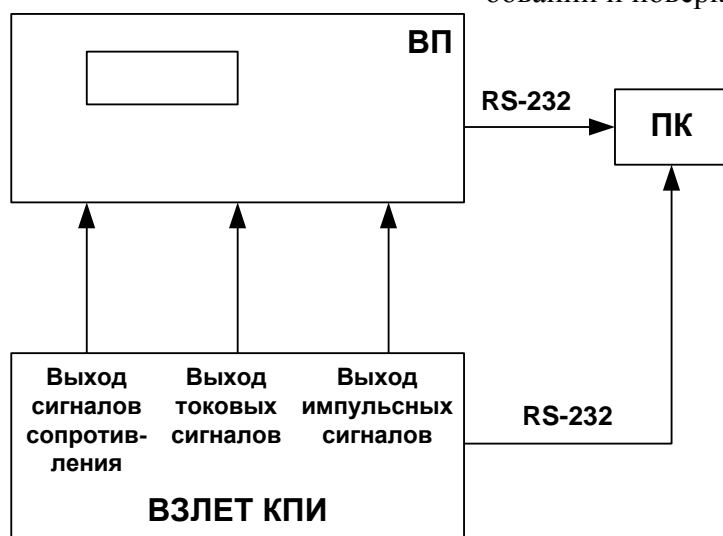 ВП
RS-232
ПК
Выход
сигналов
сопротив-
ления
Выход
токовых
сигналов
Выход
импульсных
сигналов
RS-232
ВЗЛЕТ КПИ